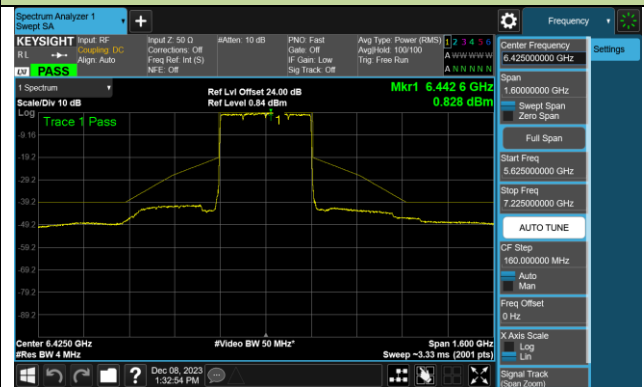 Spectrum Analyzer 1
Swept SA
Frequency
KEYSIGHT
Input: RF
Coupling: DC
Align: Auto
Input Z: 50 Ω
Corrections: Off
Freq Ref: Int (S)
NFE: Off
#Atten: 10 dB
PNO: Fast
Gate: Off
IF Gain: Low
Sig Track: Off
Avg Type: Power (RMS)
Avg|Hold: 100/100
Trig: Free Run
1 2 3 4 5 6
A W W W W W
A N N N N N
R L
LXI PASS
1 Spectrum
Scale/Div 10 dB
Log
Ref Lvl Offset 24.00 dB
Ref Level 0.84 dBm
Mkr1 6.442 6 GHz
0.828 dBm
Trace 1 Pass
1
-9.16
-19.2
-29.2
-39.2
-49.2
-59.2
-69.2
-79.2
-89.2
Center 6.4250 GHz
#Res BW 4 MHz
#Video BW 50 MHz*
Span 1.600 GHz
Sweep ~3.33 ms (2001 pts)
Dec 08, 2023
1:32:54 PM
Center Frequency
6.425000000 GHz
Settings
Span
1.60000000 GHz
Swept Span
Zero Span
Full Span
Start Freq
5.625000000 GHz
Stop Freq
7.225000000 GHz
AUTO TUNE
CF Step
160.000000 MHz
Auto
Man
Freq Offset
0 Hz
X Axis Scale
Log
Lin
Signal Track
(Span Zoom)